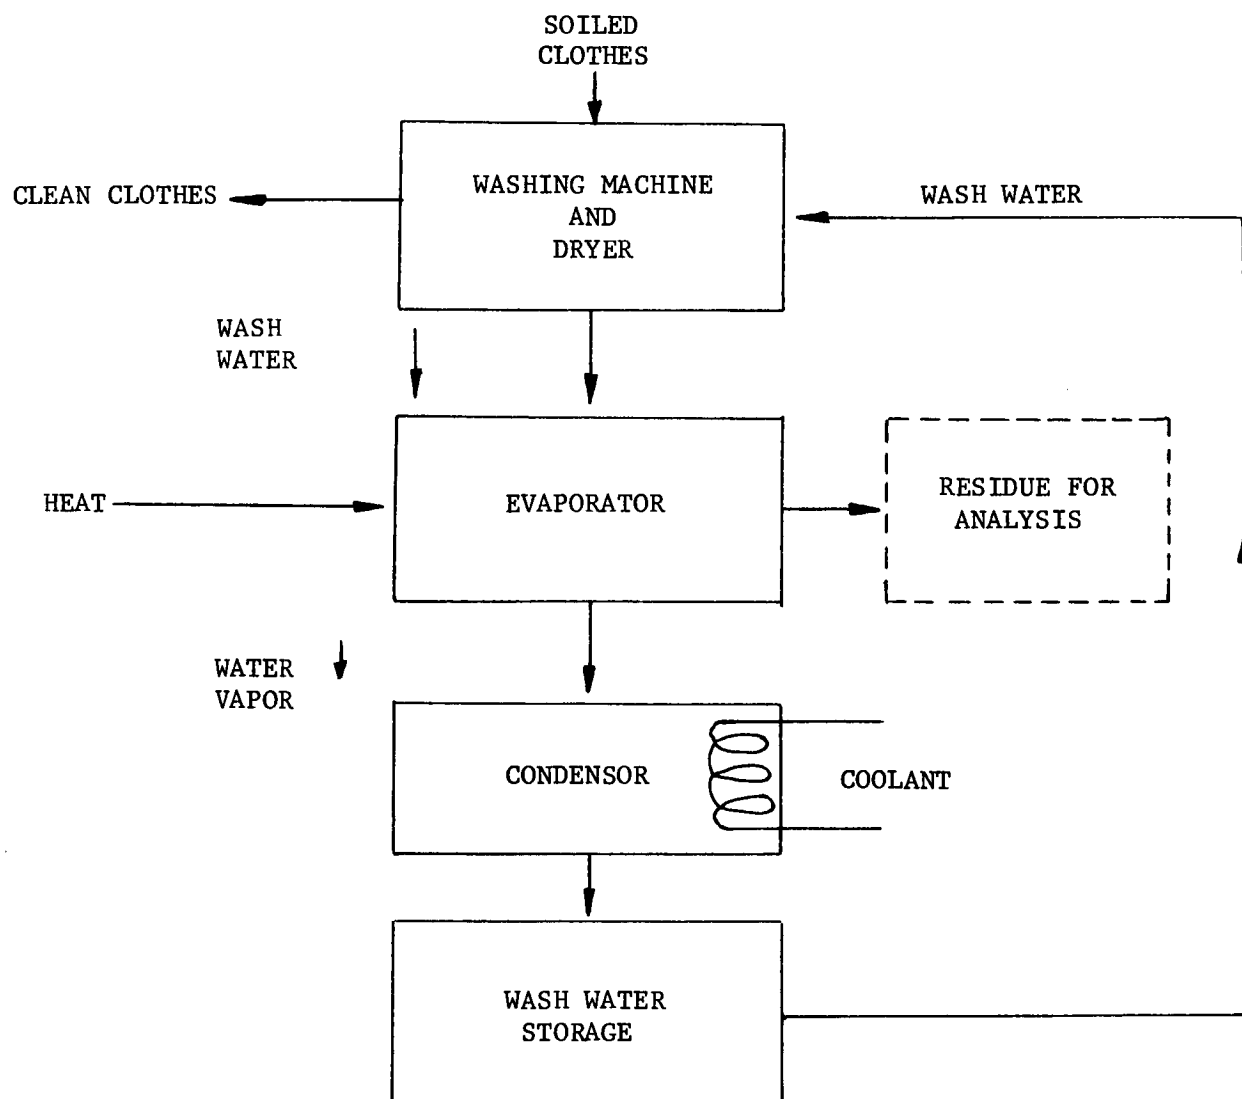 SOILED
CLOTHES
CLEAN CLOTHES
WASHING MACHINE
AND
DRYER
WASH WATER
WASH
WATER
HEAT
EVAPORATOR
RESIDUE FOR
ANALYSIS
WATER
VAPOR
CONDENSOR
COOLANT
WASH WATER
STORAGE